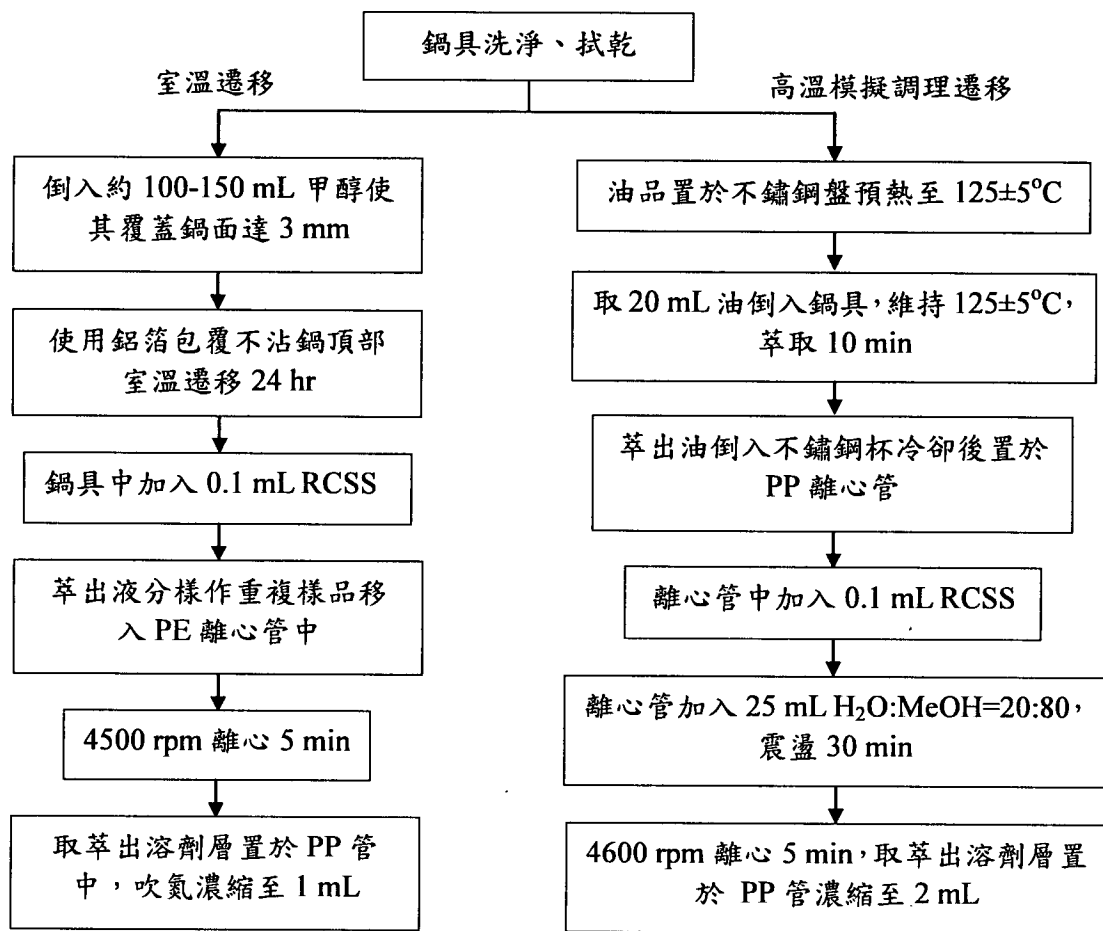 鍋具洗淨、拭乾
室溫遷移
高溫模擬調理遷移
倒入約 100-150 mL 甲醇使
其覆蓋鍋面達 3 mm
使用鋁箔包覆不沾鍋頂部
室溫遷移 24 hr
鍋具中加入 0.1 mL RCSS
萃出液分樣作重複樣品移
入 PE 離心管中
4500 rpm 離心 5 min
取萃出溶劑層置於 PP 管
中，吹氮濃縮至 1 mL
油品置於不鏽鋼盤預熱至 125±5°C
取 20 mL 油倒入鍋具，維持 125±5°C，
萃取 10 min
萃出油倒入不鏽鋼杯冷卻後置於
PP 離心管
離心管中加入 0.1 mL RCSS
離心管加入 25 mL H₂O:MeOH=20:80，
震盪 30 min
4600 rpm 離心 5 min，取萃出溶劑層置
於 PP 管濃縮至 2 mL